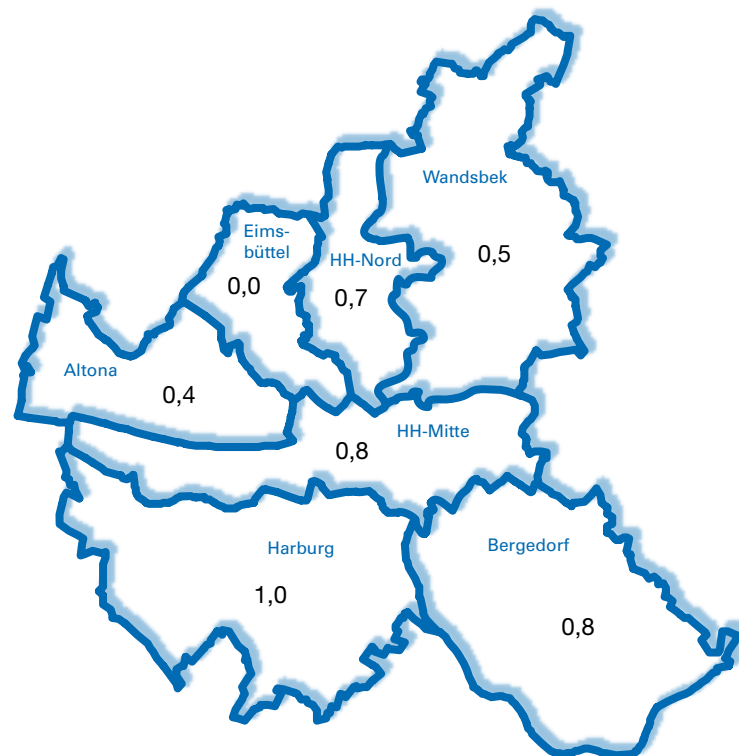 Wandsbek
0,5
Eims-
büttel
0,0
HH-Nord
0,7
Altona
0,4
HH-Mitte
0,8
Harburg
1,0
Bergedorf
0,8